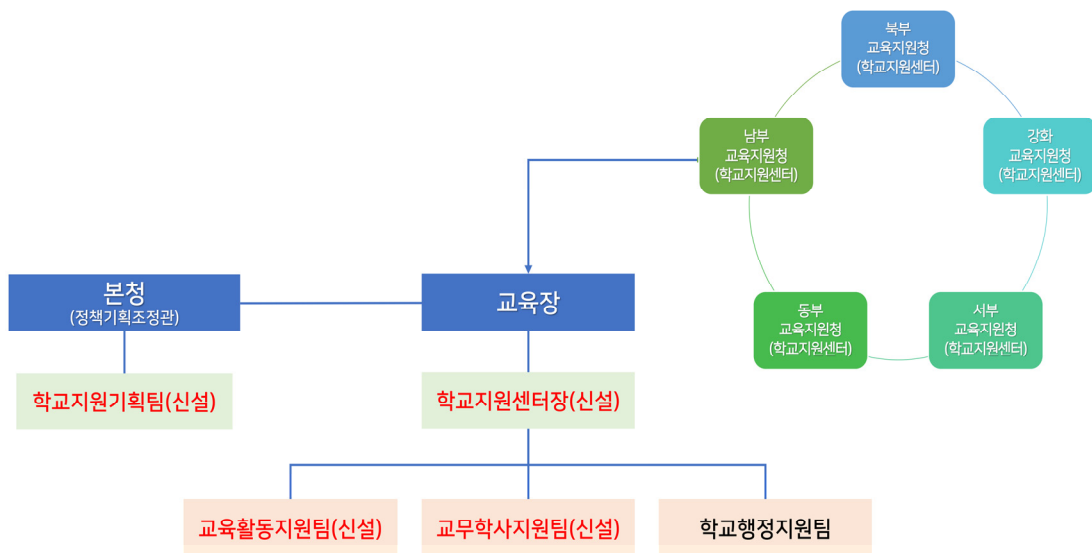 북부
교육지원청
(학교지원센터)
남부
교육지원청
(학교지원센터)
강화
교육지원청
(학교지원센터)
본청
(정책기획조정관)
교육장
동부
교육지원청
(학교지원센터)
서부
교육지원청
(학교지원센터)
학교지원기획팀(신설)
학교지원센터장(신설)
교육활동지원팀(신설)
교무학사지원팀(신설)
학교행정지원팀